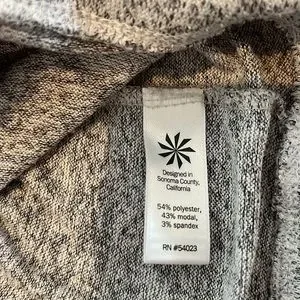 Designed in
Sonoma County,
California
54% polyester,
43% modal,
3% spandex
RN #54023